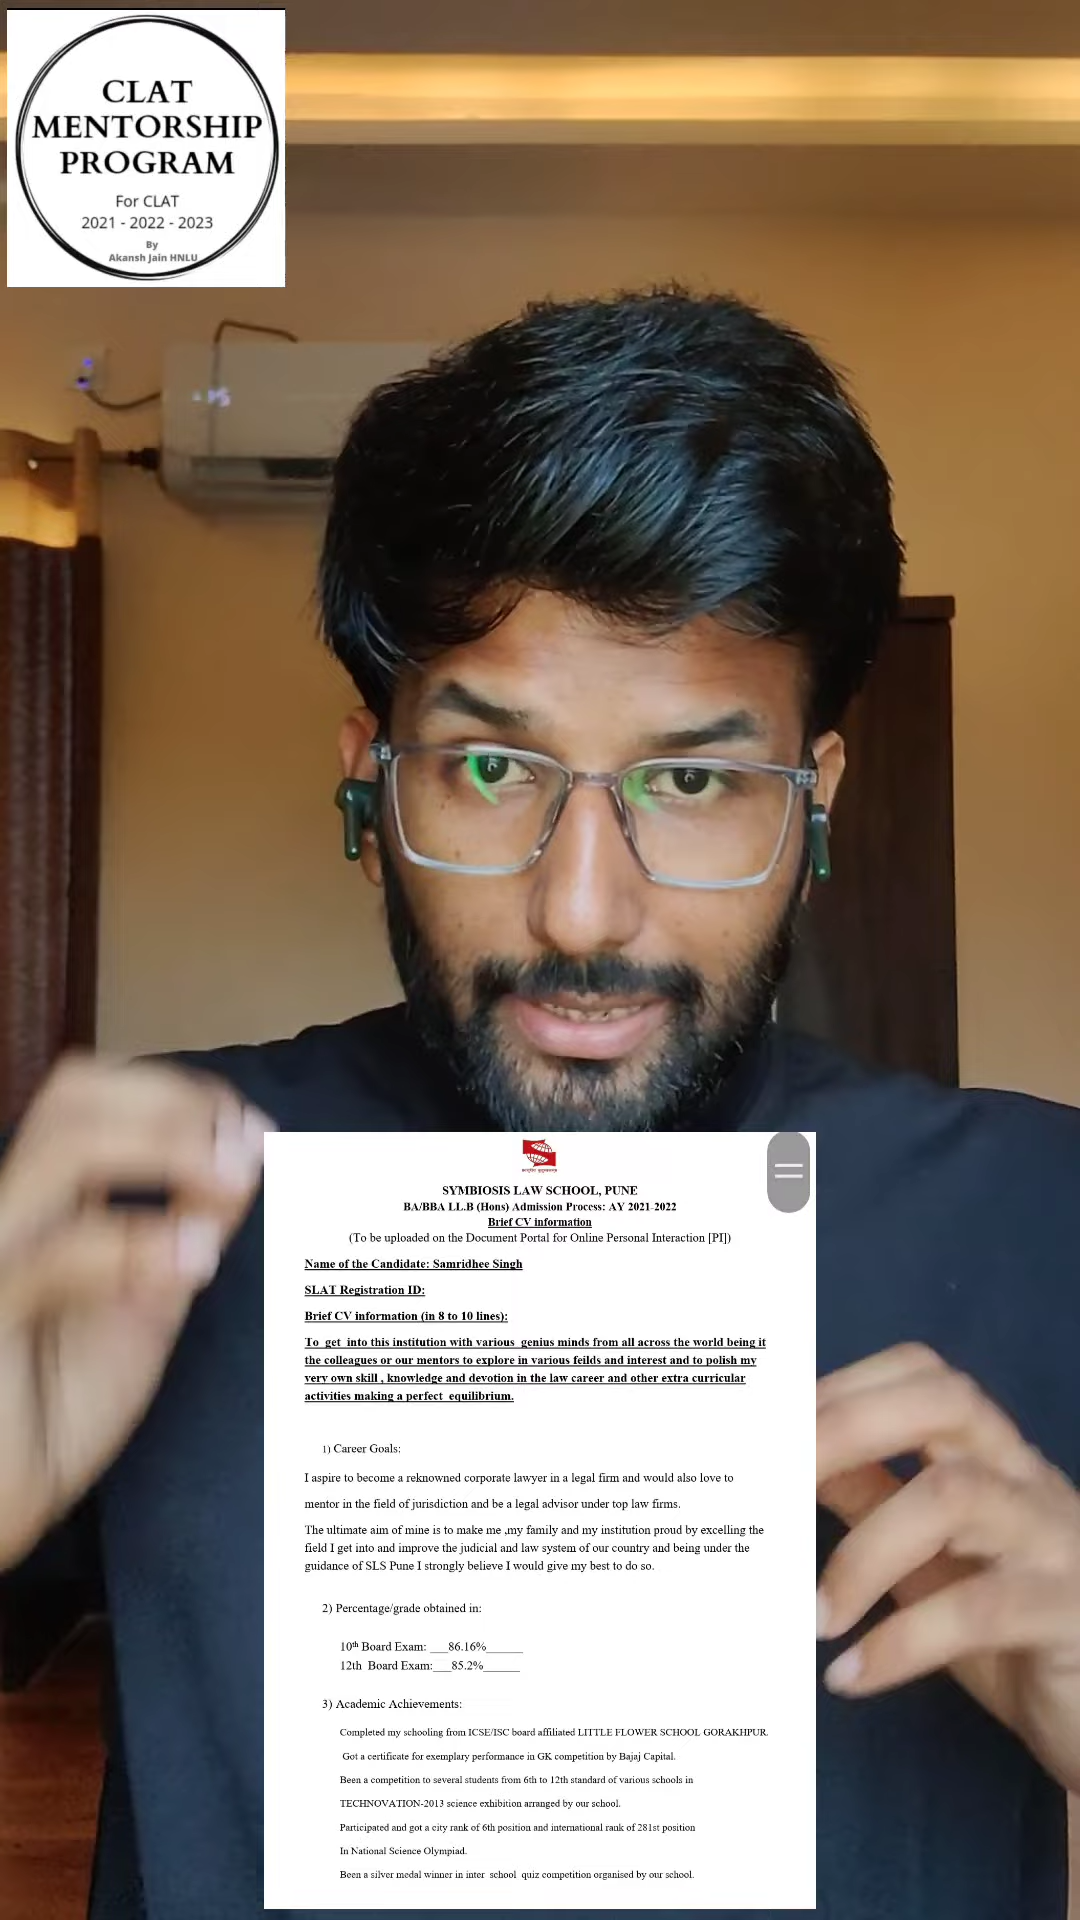 CLAT
MENTORSHIP
PROGRAM
For CLAT
2021 - 2022 - 2023
By
Akansh Jain HNLU
SYMBIOSIS LAW SCHOOL, PUNE
BA/BBA LL.B (Hons) Admission Process: AY 2021-2022
Brief CV information
(To be uploaded on the Document Portal for Online Personal Interaction [PI])
Name of the Candidate: Samridhee Singh
SLAT Registration ID:
Brief CV information (in 8 to 10 lines):
To get into this institution with various genius minds from all across the world being it
the colleagues or our mentors to explore in various feilds and interest and to polish my
very own skill , knowledge and devotion in the law career and other extra curricular
activities making a perfect equilibrium.
1) Career Goals:
I aspire to become a reknowned corporate lawyer in a legal firm and would also love to
mentor in the field of jurisdiction and be a legal advisor under top law firms.
The ultimate aim of mine is to make me ,my family and my institution proud by excelling the
field I get into and improve the judicial and law system of our country and being under the
guidance of SLS Pune I strongly believe I would give my best to do so.
2) Percentage/grade obtained in:
10th Board Exam: ___86.16%______
12th Board Exam:___85.2%______
3) Academic Achievements:
Completed my schooling from ICSE/ISC board affiliated LITTLE FLOWER SCHOOL GORAKHPUR.
Got a certificate for exemplary performance in GK competition by Bajaj Capital.
Been a competition to several students from 6th to 12th standard of various schools in
TECHNOVATION-2013 science exhibition arranged by our school.
Participated and got a city rank of 6th position and international rank of 281st position
In National Science Olympiad.
Been a silver medal winner in inter school quiz competition organised by our school.